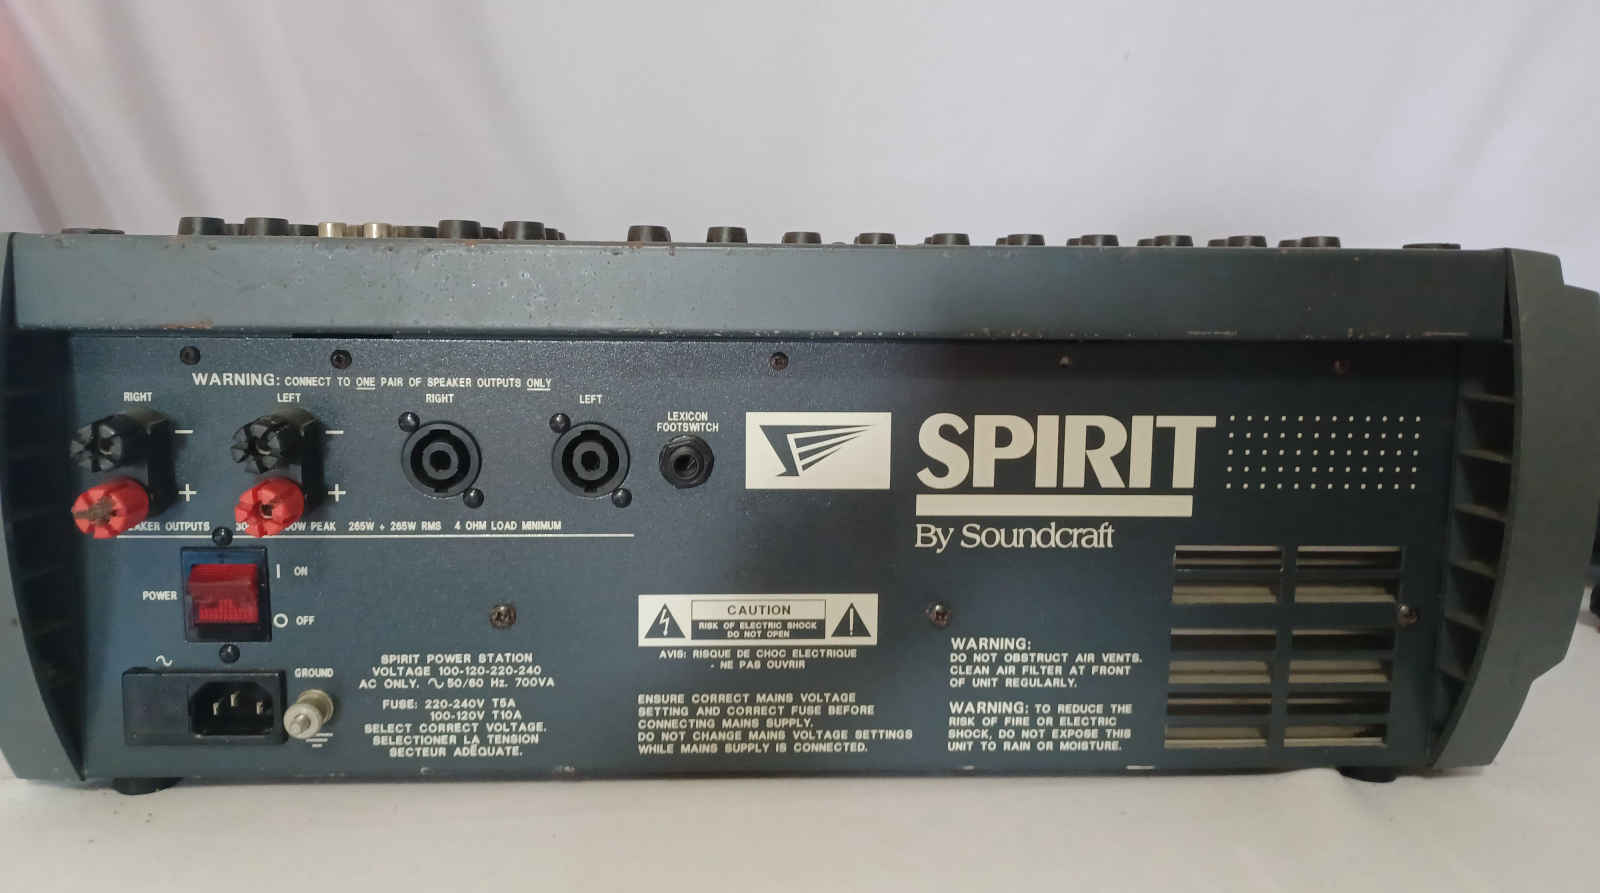 WARNING: CONNECT TO ONE PAIR OF SPEAKER OUTPUTS ONLY
RIGHT
LEFT
RIGHT
LEFT
LEXICON
FOOTSWITCH
−
−
+
+
OUTPUTS
PEAK 265W + 265W RMS 4 OHM LOAD MINIMUM
SPIRIT
By Soundcraft
POWER
I ON
O OFF
GROUND
SPIRIT POWER STATION
VOLTAGE 100-120-220-240
AC ONLY. ∿ 50/60 Hz. 700VA
FUSE: 220-240V T5A
100-120V T10A
SELECT CORRECT VOLTAGE.
SELECTIONER LA TENSION
SECTEUR ADÉQUATE.
CAUTION
RISK OF ELECTRIC SHOCK
DO NOT OPEN
AVIS: RISQUE DE CHOC ELECTRIQUE
- NE PAS OUVRIR
ENSURE CORRECT MAINS VOLTAGE
SETTING AND CORRECT FUSE BEFORE
CONNECTING MAINS SUPPLY.
DO NOT CHANGE MAINS VOLTAGE SETTINGS
WHILE MAINS SUPPLY IS CONNECTED.
WARNING:
DO NOT OBSTRUCT AIR VENTS.
CLEAN AIR FILTER AT FRONT
OF UNIT REGULARLY.
WARNING: TO REDUCE THE
RISK OF FIRE OR ELECTRIC
SHOCK, DO NOT EXPOSE THIS
UNIT TO RAIN OR MOISTURE.